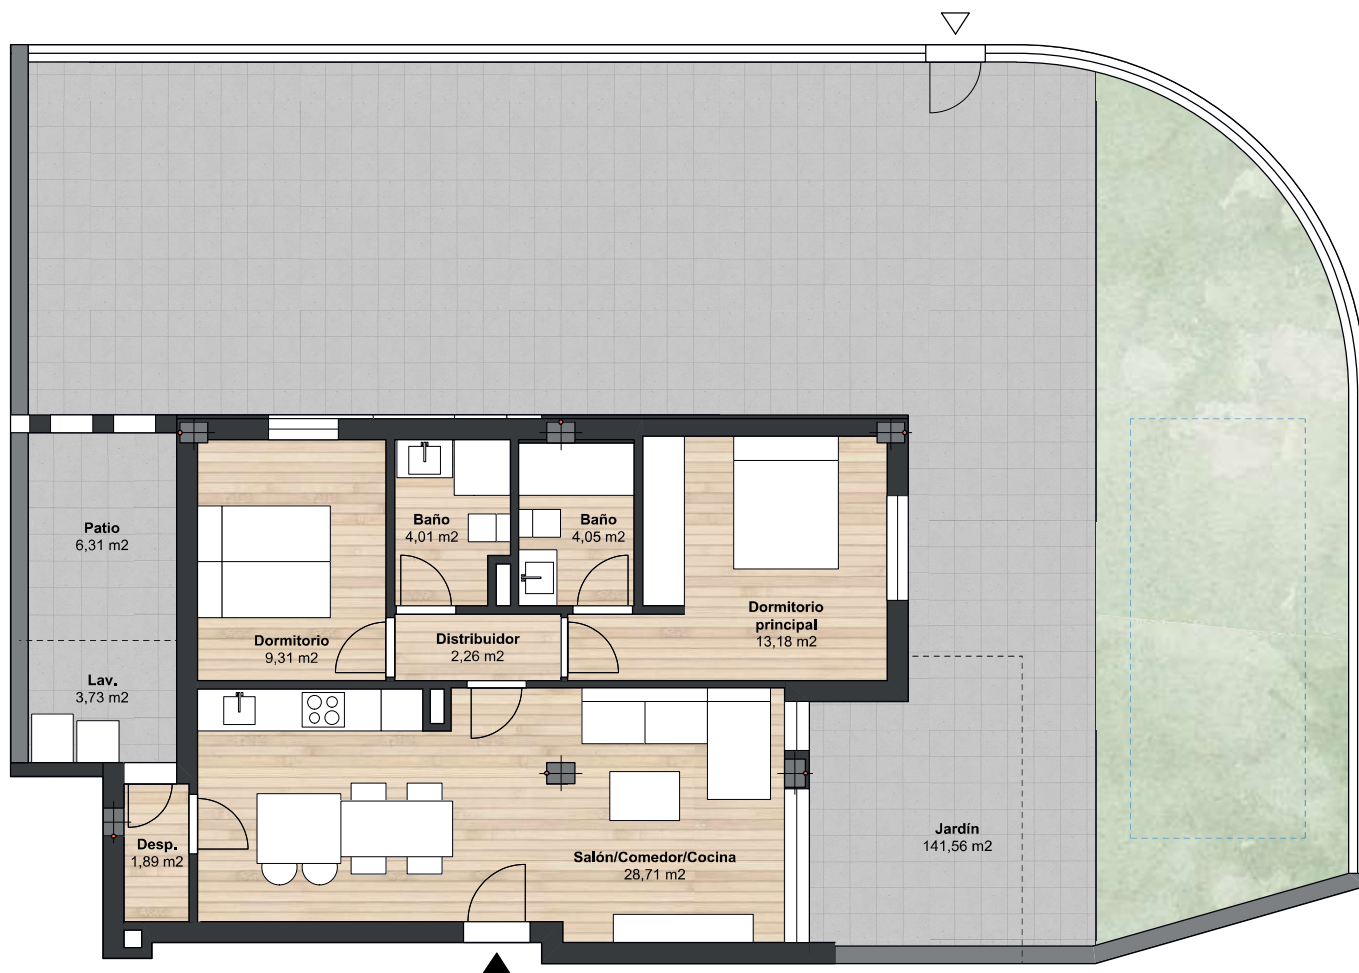 Patio
6,31 m2
Lav.
3,73 m2
Dormitorio
9,31 m2
Baño
4,01 m2
Baño
4,05 m2
Distribuidor
2,26 m2
Dormitorio
principal
13,18 m2
Desp.
1,89 m2
Salón/Comedor/Cocina
28,71 m2
Jardín
141,56 m2